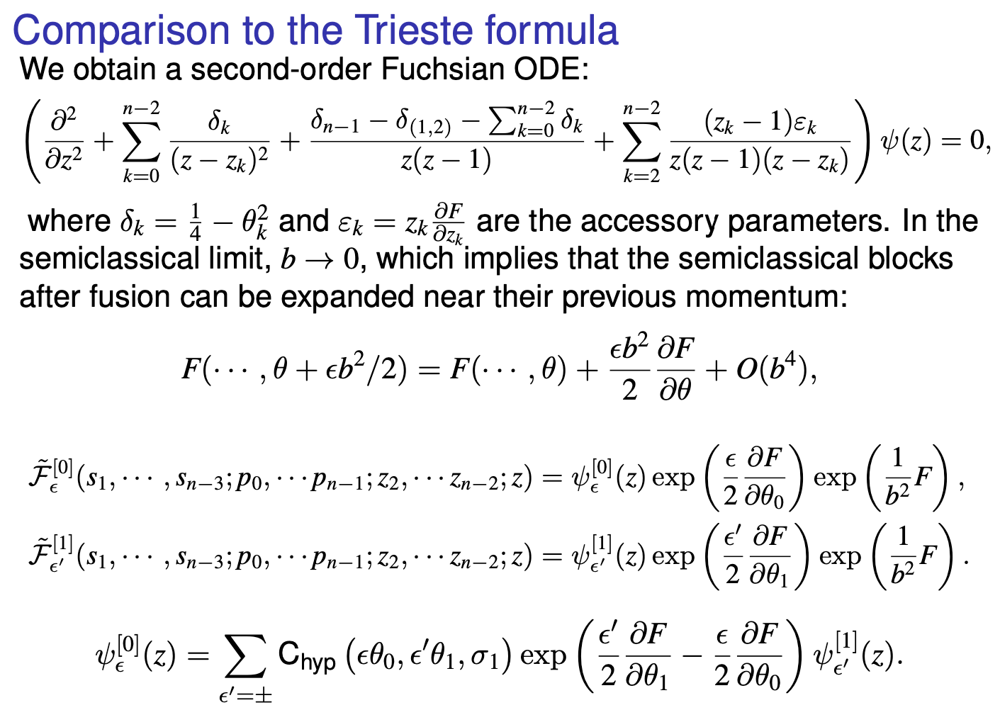 Comparison to the Trieste formula
We obtain a second-order Fuchsian ODE:
$\left( \frac{\partial^2}{\partial z^2} + \sum_{k=0}^{n-2} \frac{\delta_k}{(z - z_k)^2} + \frac{\delta_{n-1} - \delta_{(1,2)} - \sum_{k=0}^{n-2} \delta_k}{z(z-1)} + \sum_{k=2}^{n-2} \frac{(z_k - 1)\varepsilon_k}{z(z-1)(z-z_k)} \right) \psi(z) = 0,$
where $\delta_k = \frac{1}{4} - \theta_k^2$ and $\varepsilon_k = z_k \frac{\partial F}{\partial z_k}$ are the accessory parameters. In the
semiclassical limit, $b \to 0$, which implies that the semiclassical blocks
after fusion can be expanded near their previous momentum:
$F(\cdots, \theta + \epsilon b^2/2) = F(\cdots, \theta) + \frac{\epsilon b^2}{2} \frac{\partial F}{\partial \theta} + O(b^4),$
$\tilde{\mathcal{F}}_{\epsilon}^{[0]}(s_1, \cdots, s_{n-3}; p_0, \cdots p_{n-1}; z_2, \cdots z_{n-2}; z) = \psi_{\epsilon}^{[0]}(z) \exp\left( \frac{\epsilon}{2} \frac{\partial F}{\partial \theta_0} \right) \exp\left( \frac{1}{b^2} F \right),$
$\tilde{\mathcal{F}}_{\epsilon'}^{[1]}(s_1, \cdots, s_{n-3}; p_0, \cdots p_{n-1}; z_2, \cdots z_{n-2}; z) = \psi_{\epsilon'}^{[1]}(z) \exp\left( \frac{\epsilon'}{2} \frac{\partial F}{\partial \theta_1} \right) \exp\left( \frac{1}{b^2} F \right).$
$\psi_{\epsilon}^{[0]}(z) = \sum_{\epsilon'=\pm} \mathsf{C}_{\mathsf{hyp}} (\epsilon\theta_0, \epsilon'\theta_1, \sigma_1) \exp\left( \frac{\epsilon'}{2} \frac{\partial F}{\partial \theta_1} - \frac{\epsilon}{2} \frac{\partial F}{\partial \theta_0} \right) \psi_{\epsilon'}^{[1]}(z).$